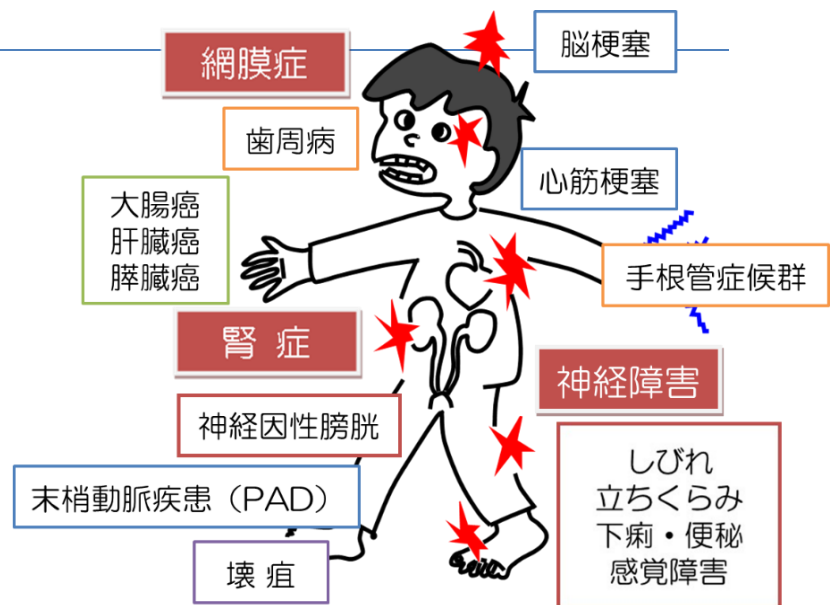 網膜症
脳梗塞
歯周病
心筋梗塞
大腸癌
肝臓癌
膵臓癌
手根管症候群
腎 症
神経障害
神経因性膀胱
末梢動脈疾患（PAD）
しびれ
立ちくらみ
下痢・便秘
感覚障害
壊 疽